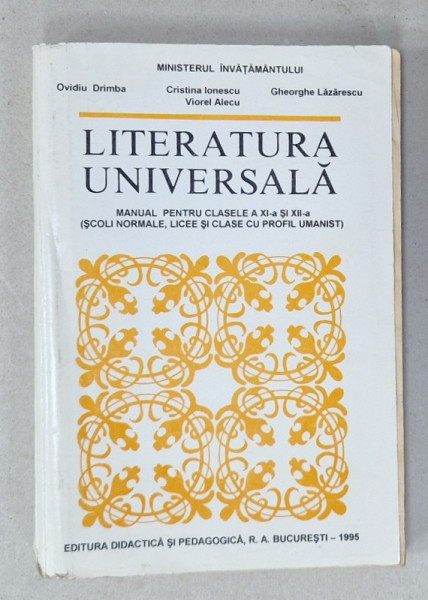 MINISTERUL ÎNVĂȚĂMÂNTULUI
Ovidiu Drimba Cristina Ionescu Gheorghe Lăzărescu
Viorel Alecu
LITERATURA
UNIVERSALĂ
MANUAL PENTRU CLASELE A XI-a ȘI XII-a
(ȘCOLI NORMALE, LICEE ȘI CLASE CU PROFIL UMANIST)
EDITURA DIDACTICĂ ȘI PEDAGOGICĂ, R. A. BUCUREȘTI – 1995